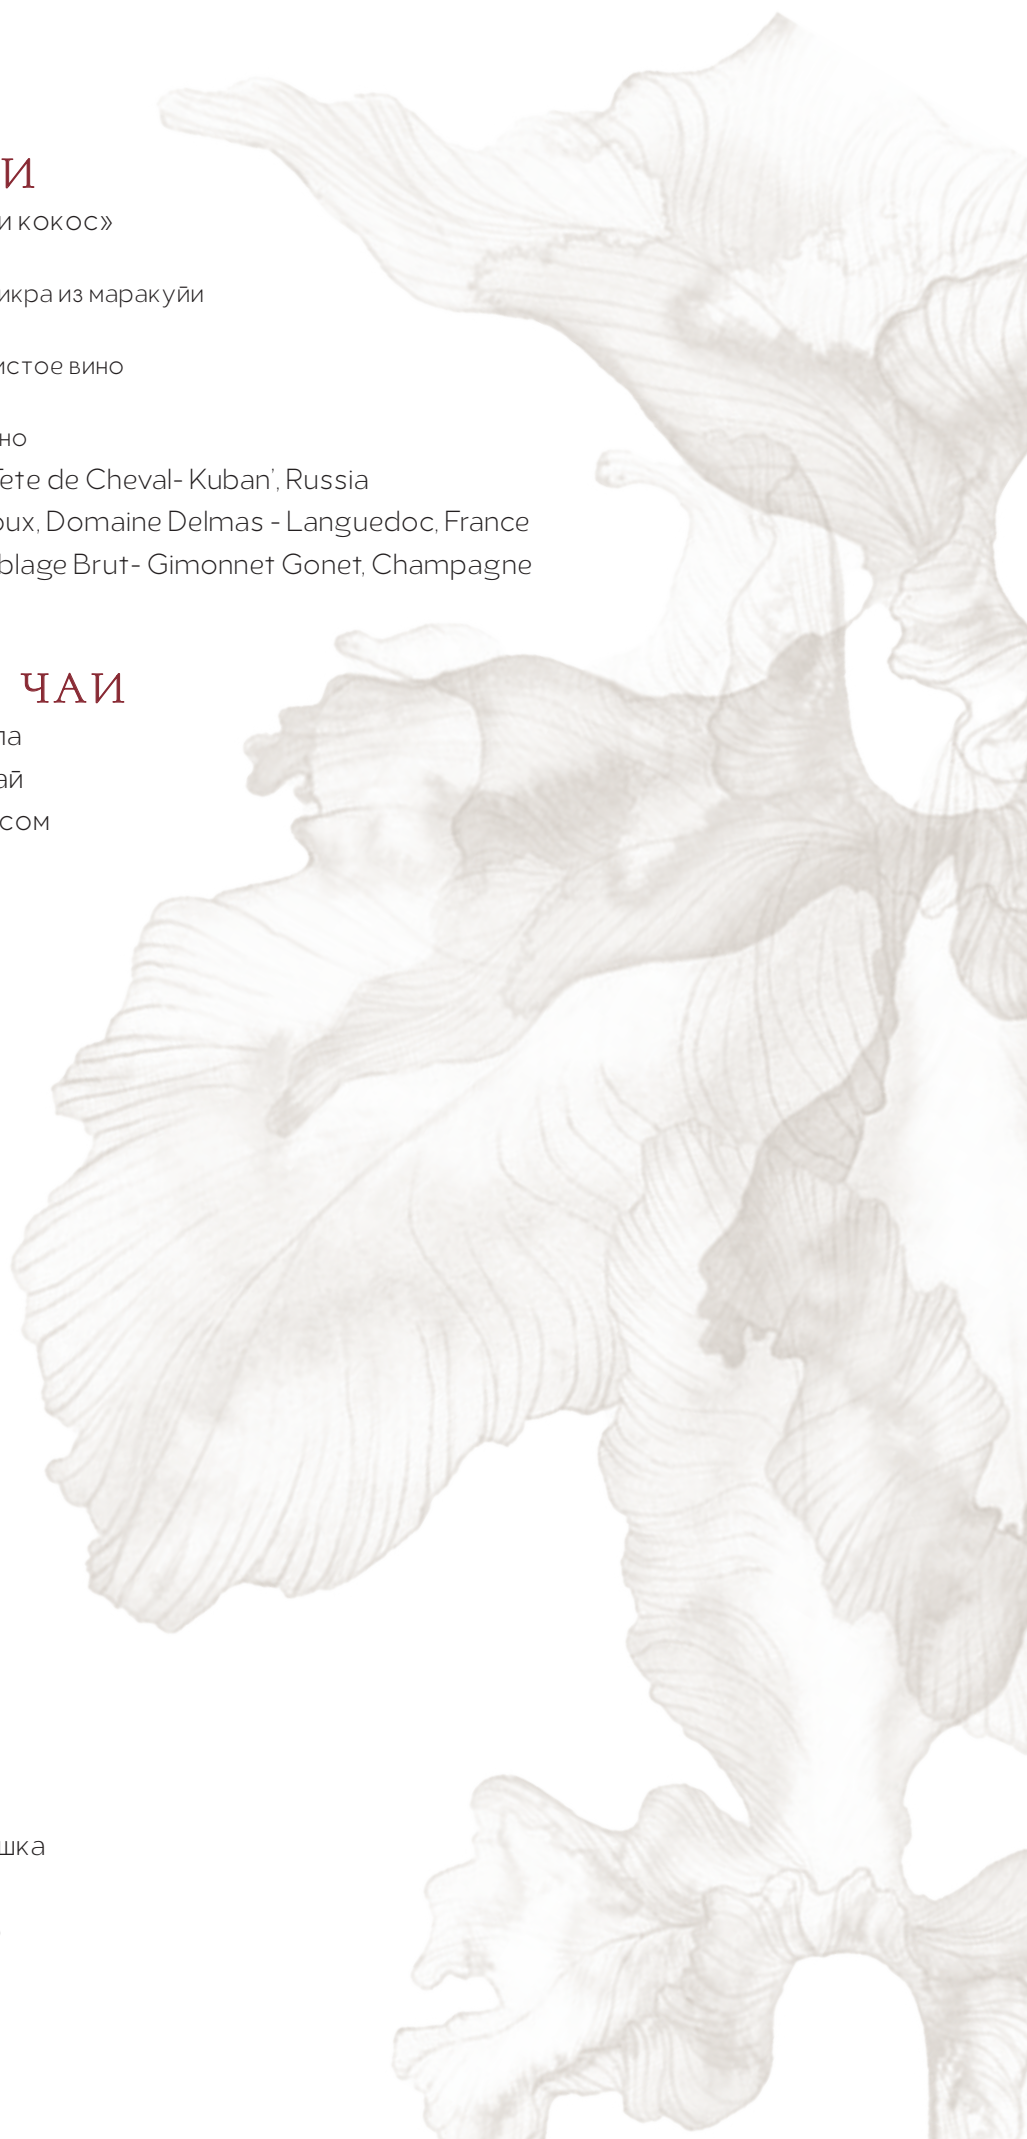 И
и кокос»
икра из маракуйи
истое вино
но
Tete de Cheval- Kuban', Russia
oux, Domaine Delmas - Languedoc, France
blage Brut- Gimonnet Gonet, Champagne
ЧАИ
ла
ай
сом
шка